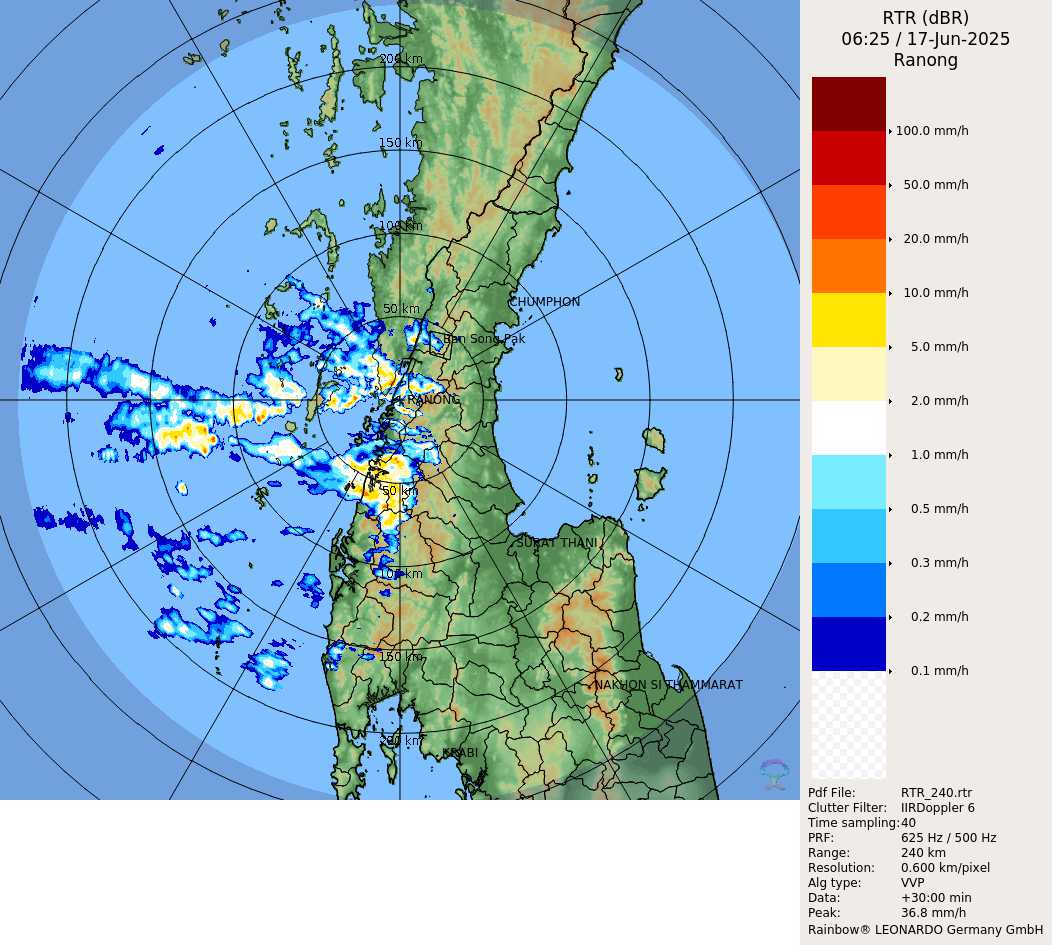 RTR (dBR)
06:25 / 17-Jun-2025
Ranong
200 km
150 km
100 km
50 km
CHUMPHON
Ban Song Pak
RANONG
50 km
SURAT THANI
100 km
150 km
NAKHON SI THAMMARAT
200 km
KRABI
100.0 mm/h
50.0 mm/h
20.0 mm/h
10.0 mm/h
5.0 mm/h
2.0 mm/h
1.0 mm/h
0.5 mm/h
0.3 mm/h
0.2 mm/h
0.1 mm/h
Pdf File: RTR_240.rtr
Clutter Filter: IIRDoppler 6
Time sampling: 40
PRF: 625 Hz / 500 Hz
Range: 240 km
Resolution: 0.600 km/pixel
Alg type: VVP
Data: +30:00 min
Peak: 36.8 mm/h
Rainbow® LEONARDO Germany GmbH